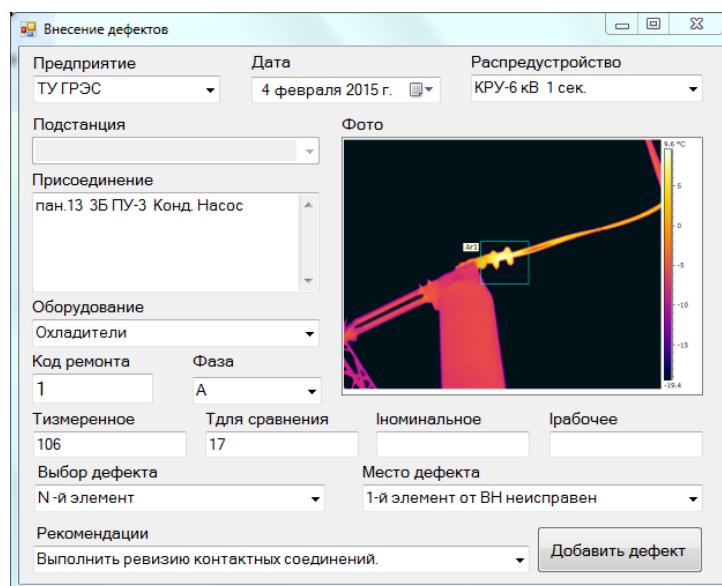 Внесение дефектов
Предприятие Дата Распредустройство
ТУ ГРЭС 4 февраля 2015 г. КРУ-6 кВ 1 сек.
Подстанция Фото
9.6 °C
Присоединение
пан.13 ЗБ ПУ-3 Конд. Насос
5
Ar1
0
-5
-10
-15
-19.4
Оборудование
Охладители
Код ремонта Фаза
1 А
Тизмеренное Тдля сравнения Iноминальное Iрабочее
106 17
Выбор дефекта Место дефекта
N -й элемент 1-й элемент от ВН неисправен
Рекомендации
Выполнить ревизию контактных соединений.
Добавить дефект